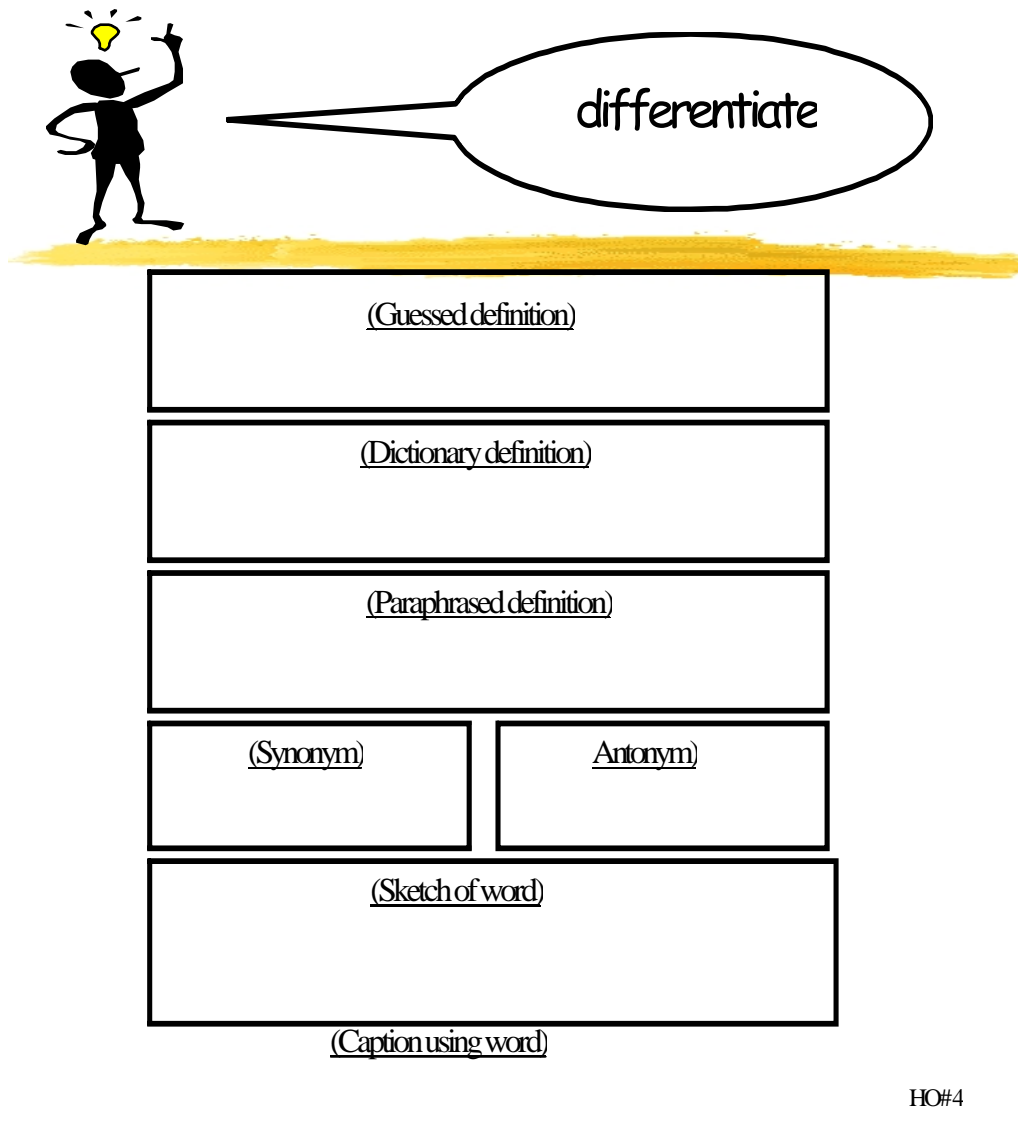 differentiate
(Guessed definition)
(Dictionary definition)
(Paraphrased definition)
(Synonym)
Antonym)
(Sketch of word)
(Caption using word)
HO#4